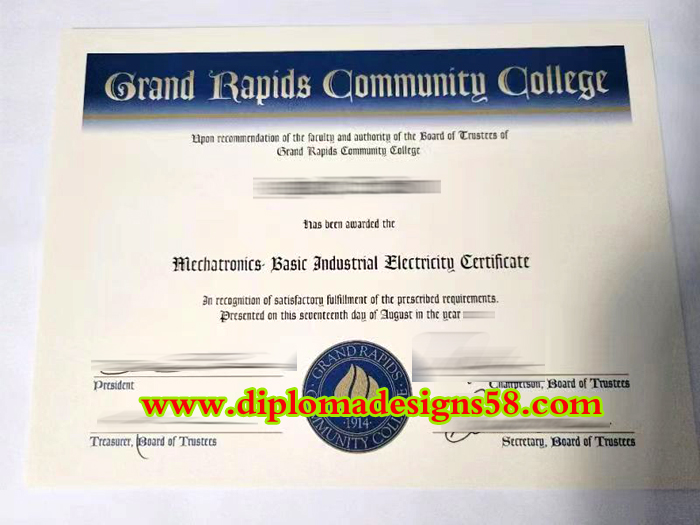 Grand Rapids Community College
Upon recommendation of the faculty and authority of the Board of Trustees of
Grand Rapids Community College
Has been awarded the
Mechatronics- Basic Industrial Electricity Certificate
In recognition of satisfactory fulfillment of the prescribed requirements.
Presented on this seventeenth day of August in the year
GRAND RAPIDS
COMMUNITY COLLEGE
1914
President
Chairperson, Board of Trustees
www.diplomadesigns58.com
Treasurer, Board of Trustees
Secretary, Board of Trustees